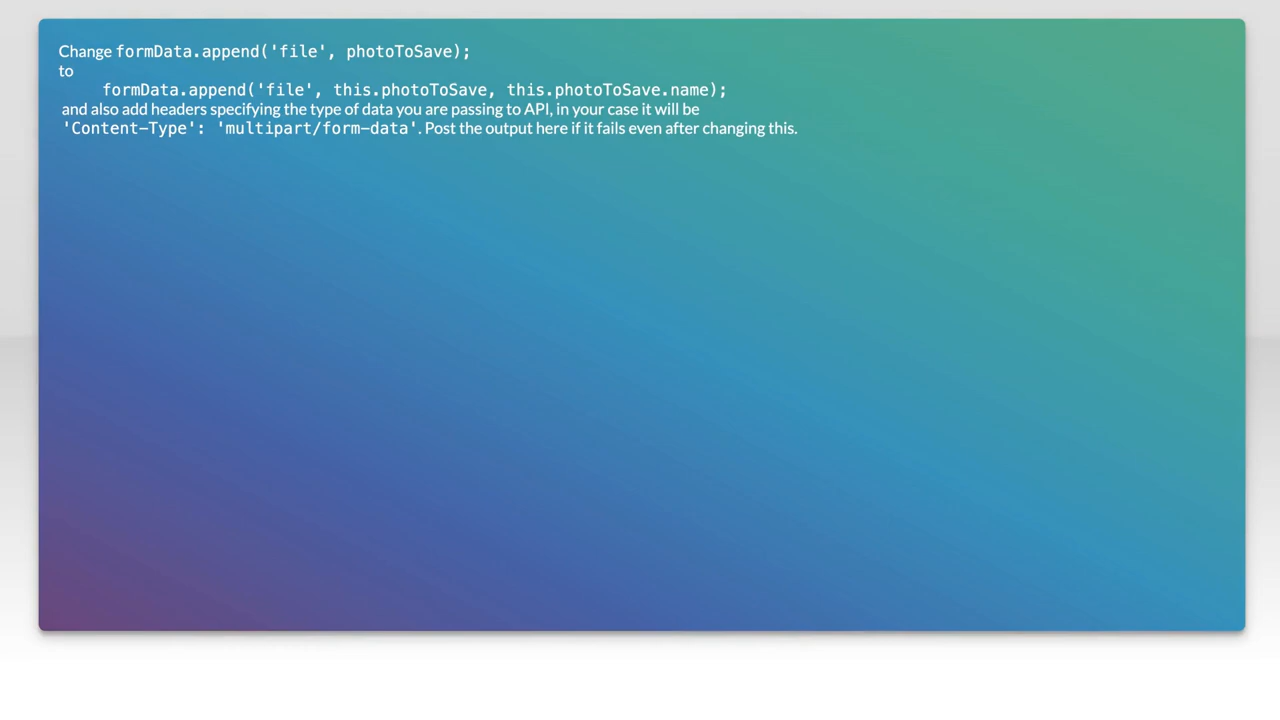 Change formData.append('file', photoToSave);
to
formData.append('file', this.photoToSave, this.photoToSave.name);
and also add headers specifying the type of data you are passing to API, in your case it will be
'Content-Type': 'multipart/form-data'. Post the output here if it fails even after changing this.